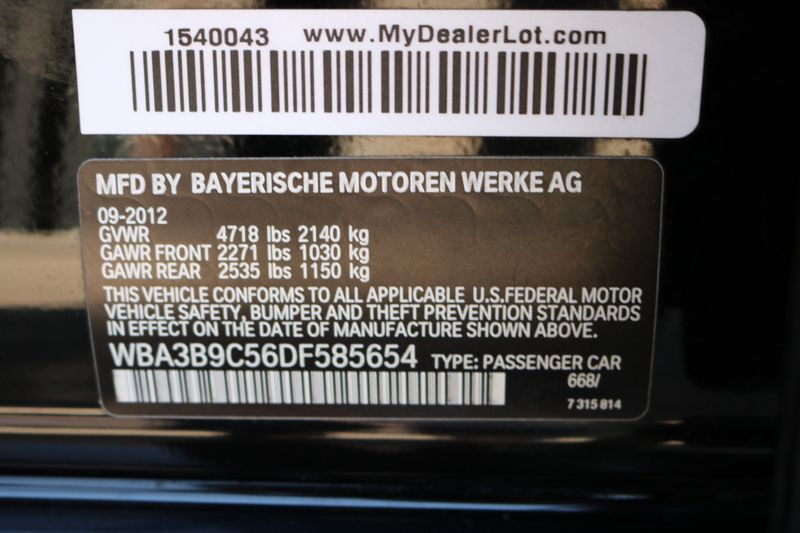 1540043 www.MyDealerLot.com
MFD BY BAYERISCHE MOTOREN WERKE AG
09-2012
GVWR 4718 lbs 2140 kg
GAWR FRONT 2271 lbs 1030 kg
GAWR REAR 2535 lbs 1150 kg
THIS VEHICLE CONFORMS TO ALL APPLICABLE U.S.FEDERAL MOTOR
VEHICLE SAFETY, BUMPER AND THEFT PREVENTION STANDARDS
IN EFFECT ON THE DATE OF MANUFACTURE SHOWN ABOVE.
WBA3B9C56DF585654 TYPE: PASSENGER CAR
668/
7 315 814